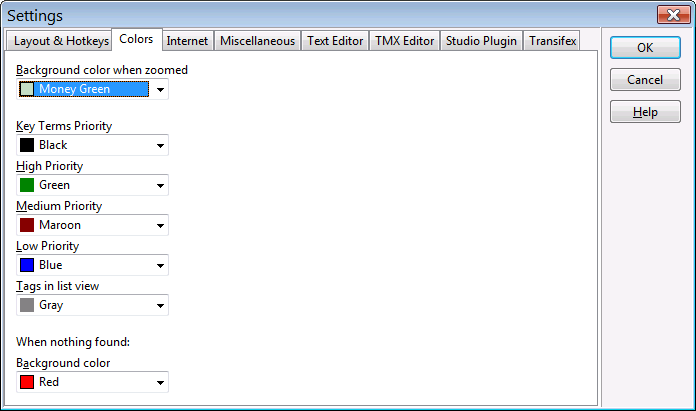 Settings
Layout & Hotkeys Colors Internet Miscellaneous Text Editor TMX Editor Studio Plugin Transifex
OK
Cancel
Help
Background color when zoomed
Money Green
Key Terms Priority
Black
High Priority
Green
Medium Priority
Maroon
Low Priority
Blue
Tags in list view
Gray
When nothing found:
Background color
Red